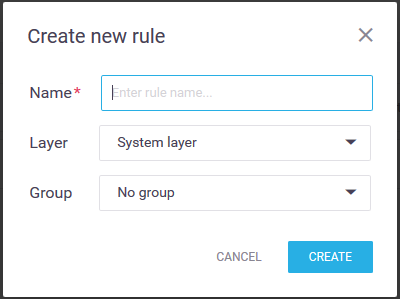 Create new rule
Name* Enter rule name...
Layer System layer
Group No group
CANCEL CREATE